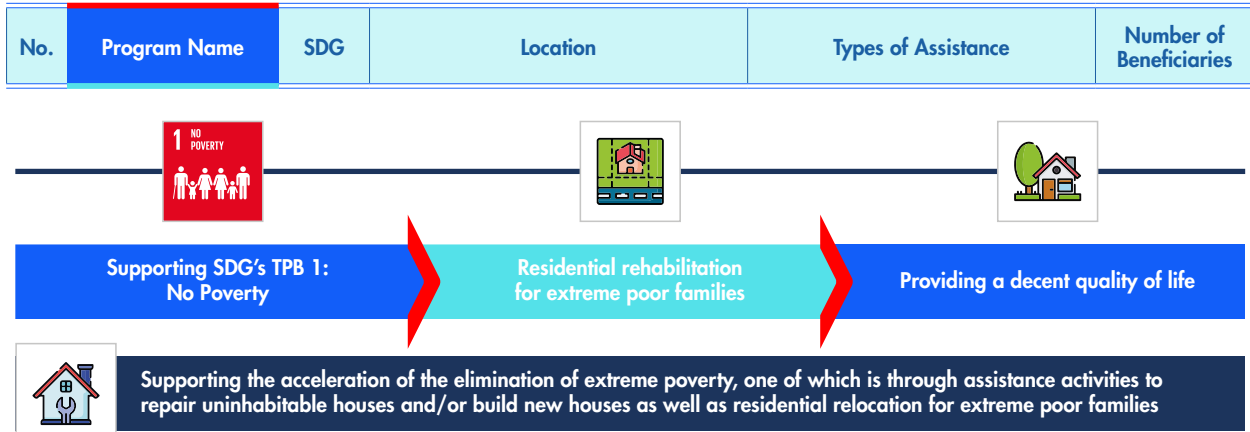 No.
Program Name
SDG
Location
Types of Assistance
Number of
Beneficiaries
1 NO
POVERTY
Supporting SDG's TPB 1:
No Poverty
Residential rehabilitation
for extreme poor families
Providing a decent quality of life
Supporting the acceleration of the elimination of extreme poverty, one of which is through assistance activities to
repair uninhabitable houses and/or build new houses as well as residential relocation for extreme poor families